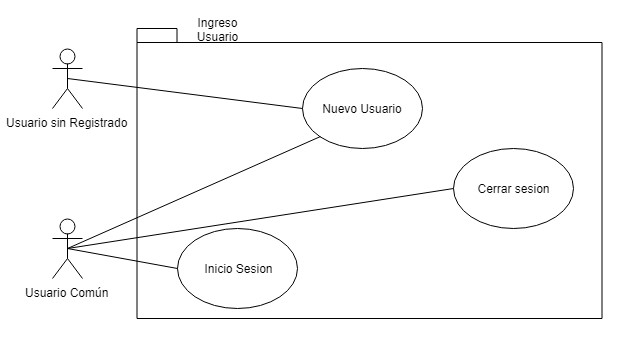 Ingreso
Usuario
Nuevo Usuario
Usuario sin Registrado
Cerrar sesion
Inicio Sesion
Usuario Común